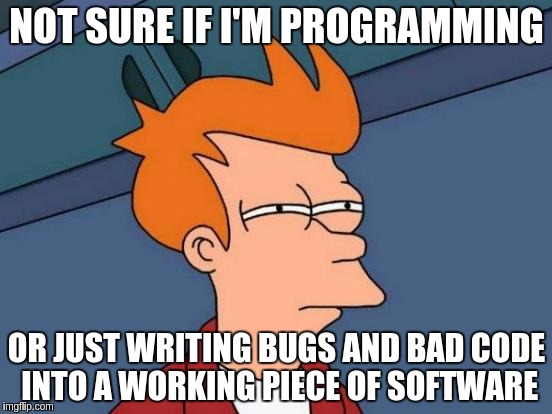 NOT SURE IF I'M PROGRAMMING
OR JUST WRITING BUGS AND BAD CODE
INTO A WORKING PIECE OF SOFTWARE
imgflip.com